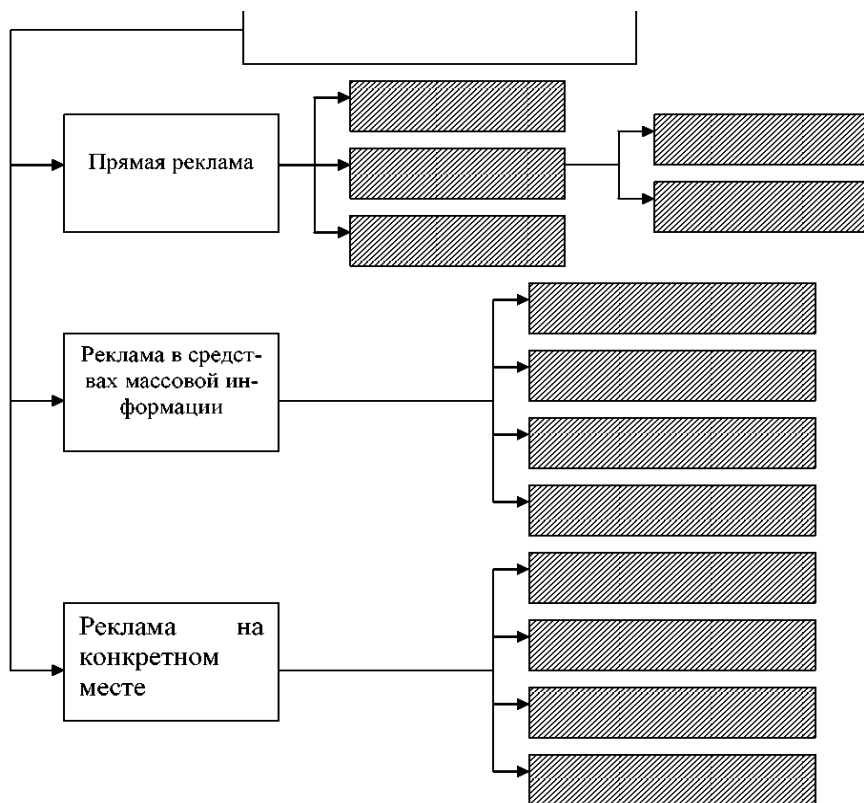 Прямая реклама
Реклама в средст-
вах массовой ин-
формации
Реклама на
конкретном
месте